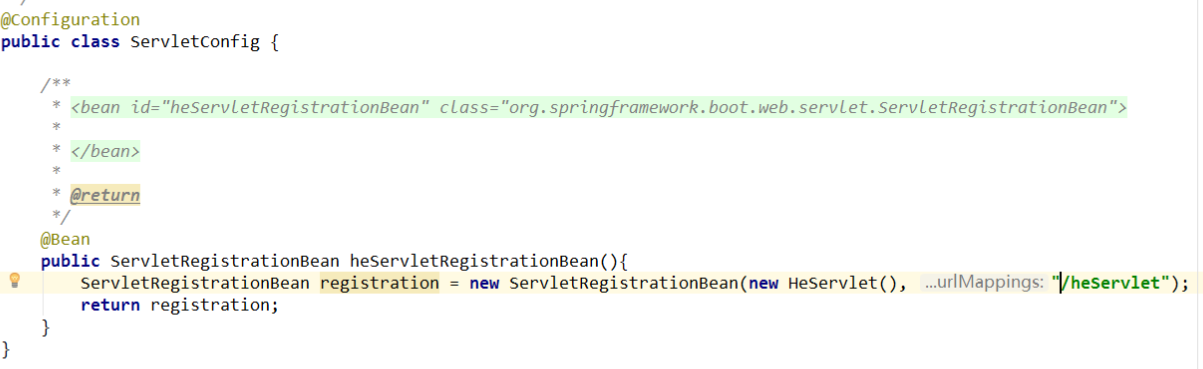 */
@Configuration
public class ServletConfig {
/**
* <bean id="heServletRegistrationBean" class="org.springframework.boot.web.servlet.ServletRegistrationBean">
*
* </bean>
*
* @return
*/
@Bean
public ServletRegistrationBean heServletRegistrationBean(){
ServletRegistrationBean registration = new ServletRegistrationBean(new HeServlet(), ...urlMappings: "/heServlet");
return registration;
}
}